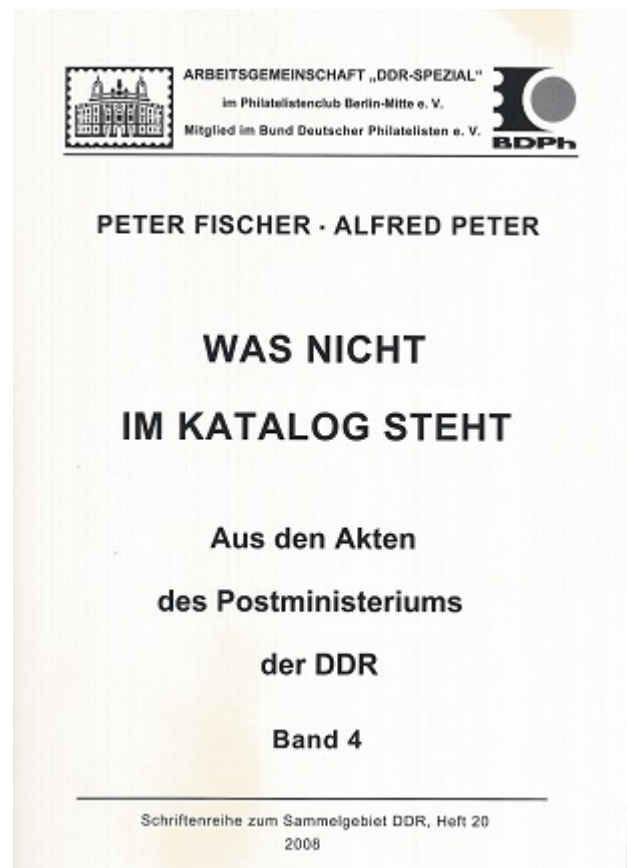 ARBEITSGEMEINSCHAFT „DDR-SPEZIAL“
im Philatelistenclub Berlin-Mitte e. V.
Mitglied im Bund Deutscher Philatelisten e. V.
BDPh
PETER FISCHER · ALFRED PETER
WAS NICHT
IM KATALOG STEHT
Aus den Akten
des Postministeriums
der DDR
Band 4
Schriftenreihe zum Sammelgebiet DDR, Heft 20
2008